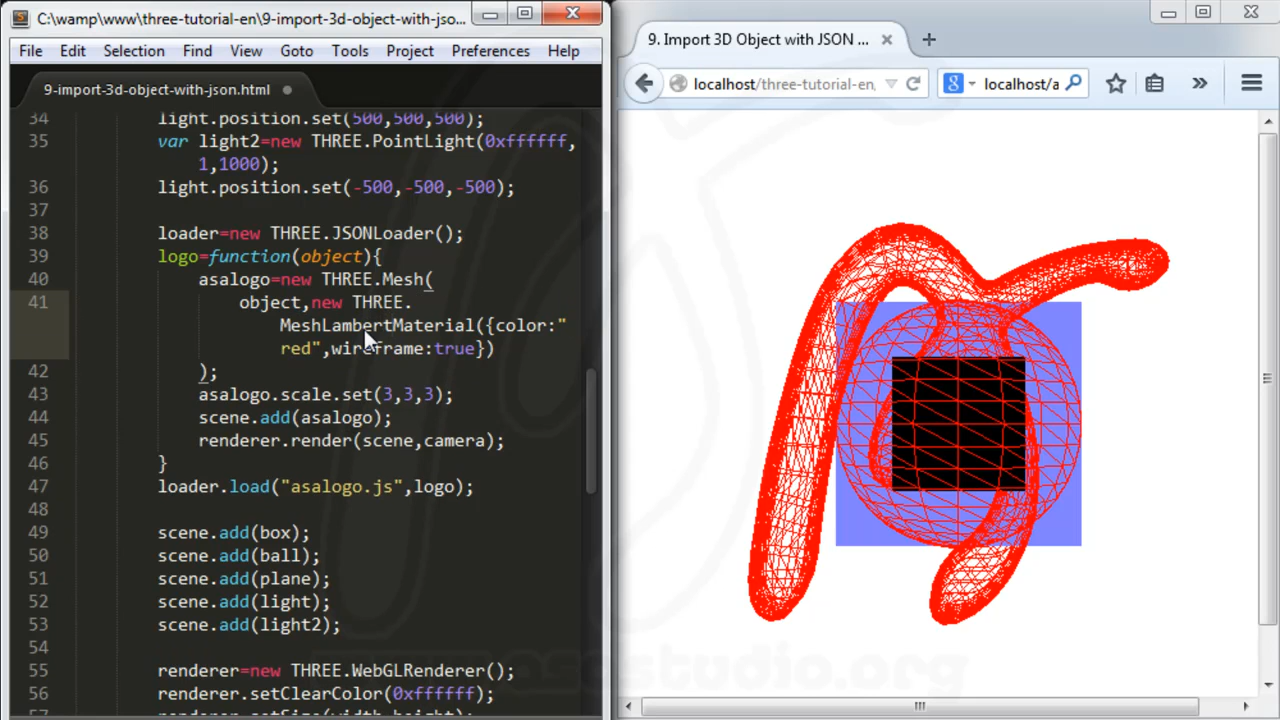 C:\wamp\www\three-tutorial-en\9-import-3d-object-with-jso...
File Edit Selection Find View Goto Tools Project Preferences Help
9-import-3d-object-with-json.html
34 light.position.set(500,500,500);
35 var light2=new THREE.PointLight(0xffffff,
1,1000);
36 light.position.set(-500,-500,-500);
37
38 loader=new THREE.JSONLoader();
39 logo=function(object){
40 asalogo=new THREE.Mesh(
41 object,new THREE.
MeshLambertMaterial({color:"
red",wireframe:true})
42 );
43 asalogo.scale.set(3,3,3);
44 scene.add(asalogo);
45 renderer.render(scene,camera);
46 }
47 loader.load("asalogo.js",logo);
48
49 scene.add(box);
50 scene.add(ball);
51 scene.add(plane);
52 scene.add(light);
53 scene.add(light2);
54
55 renderer=new THREE.WebGLRenderer();
56 renderer.setClearColor(0xffffff);
9. Import 3D Object with JSON ...
localhost/three-tutorial-en,
localhost/a